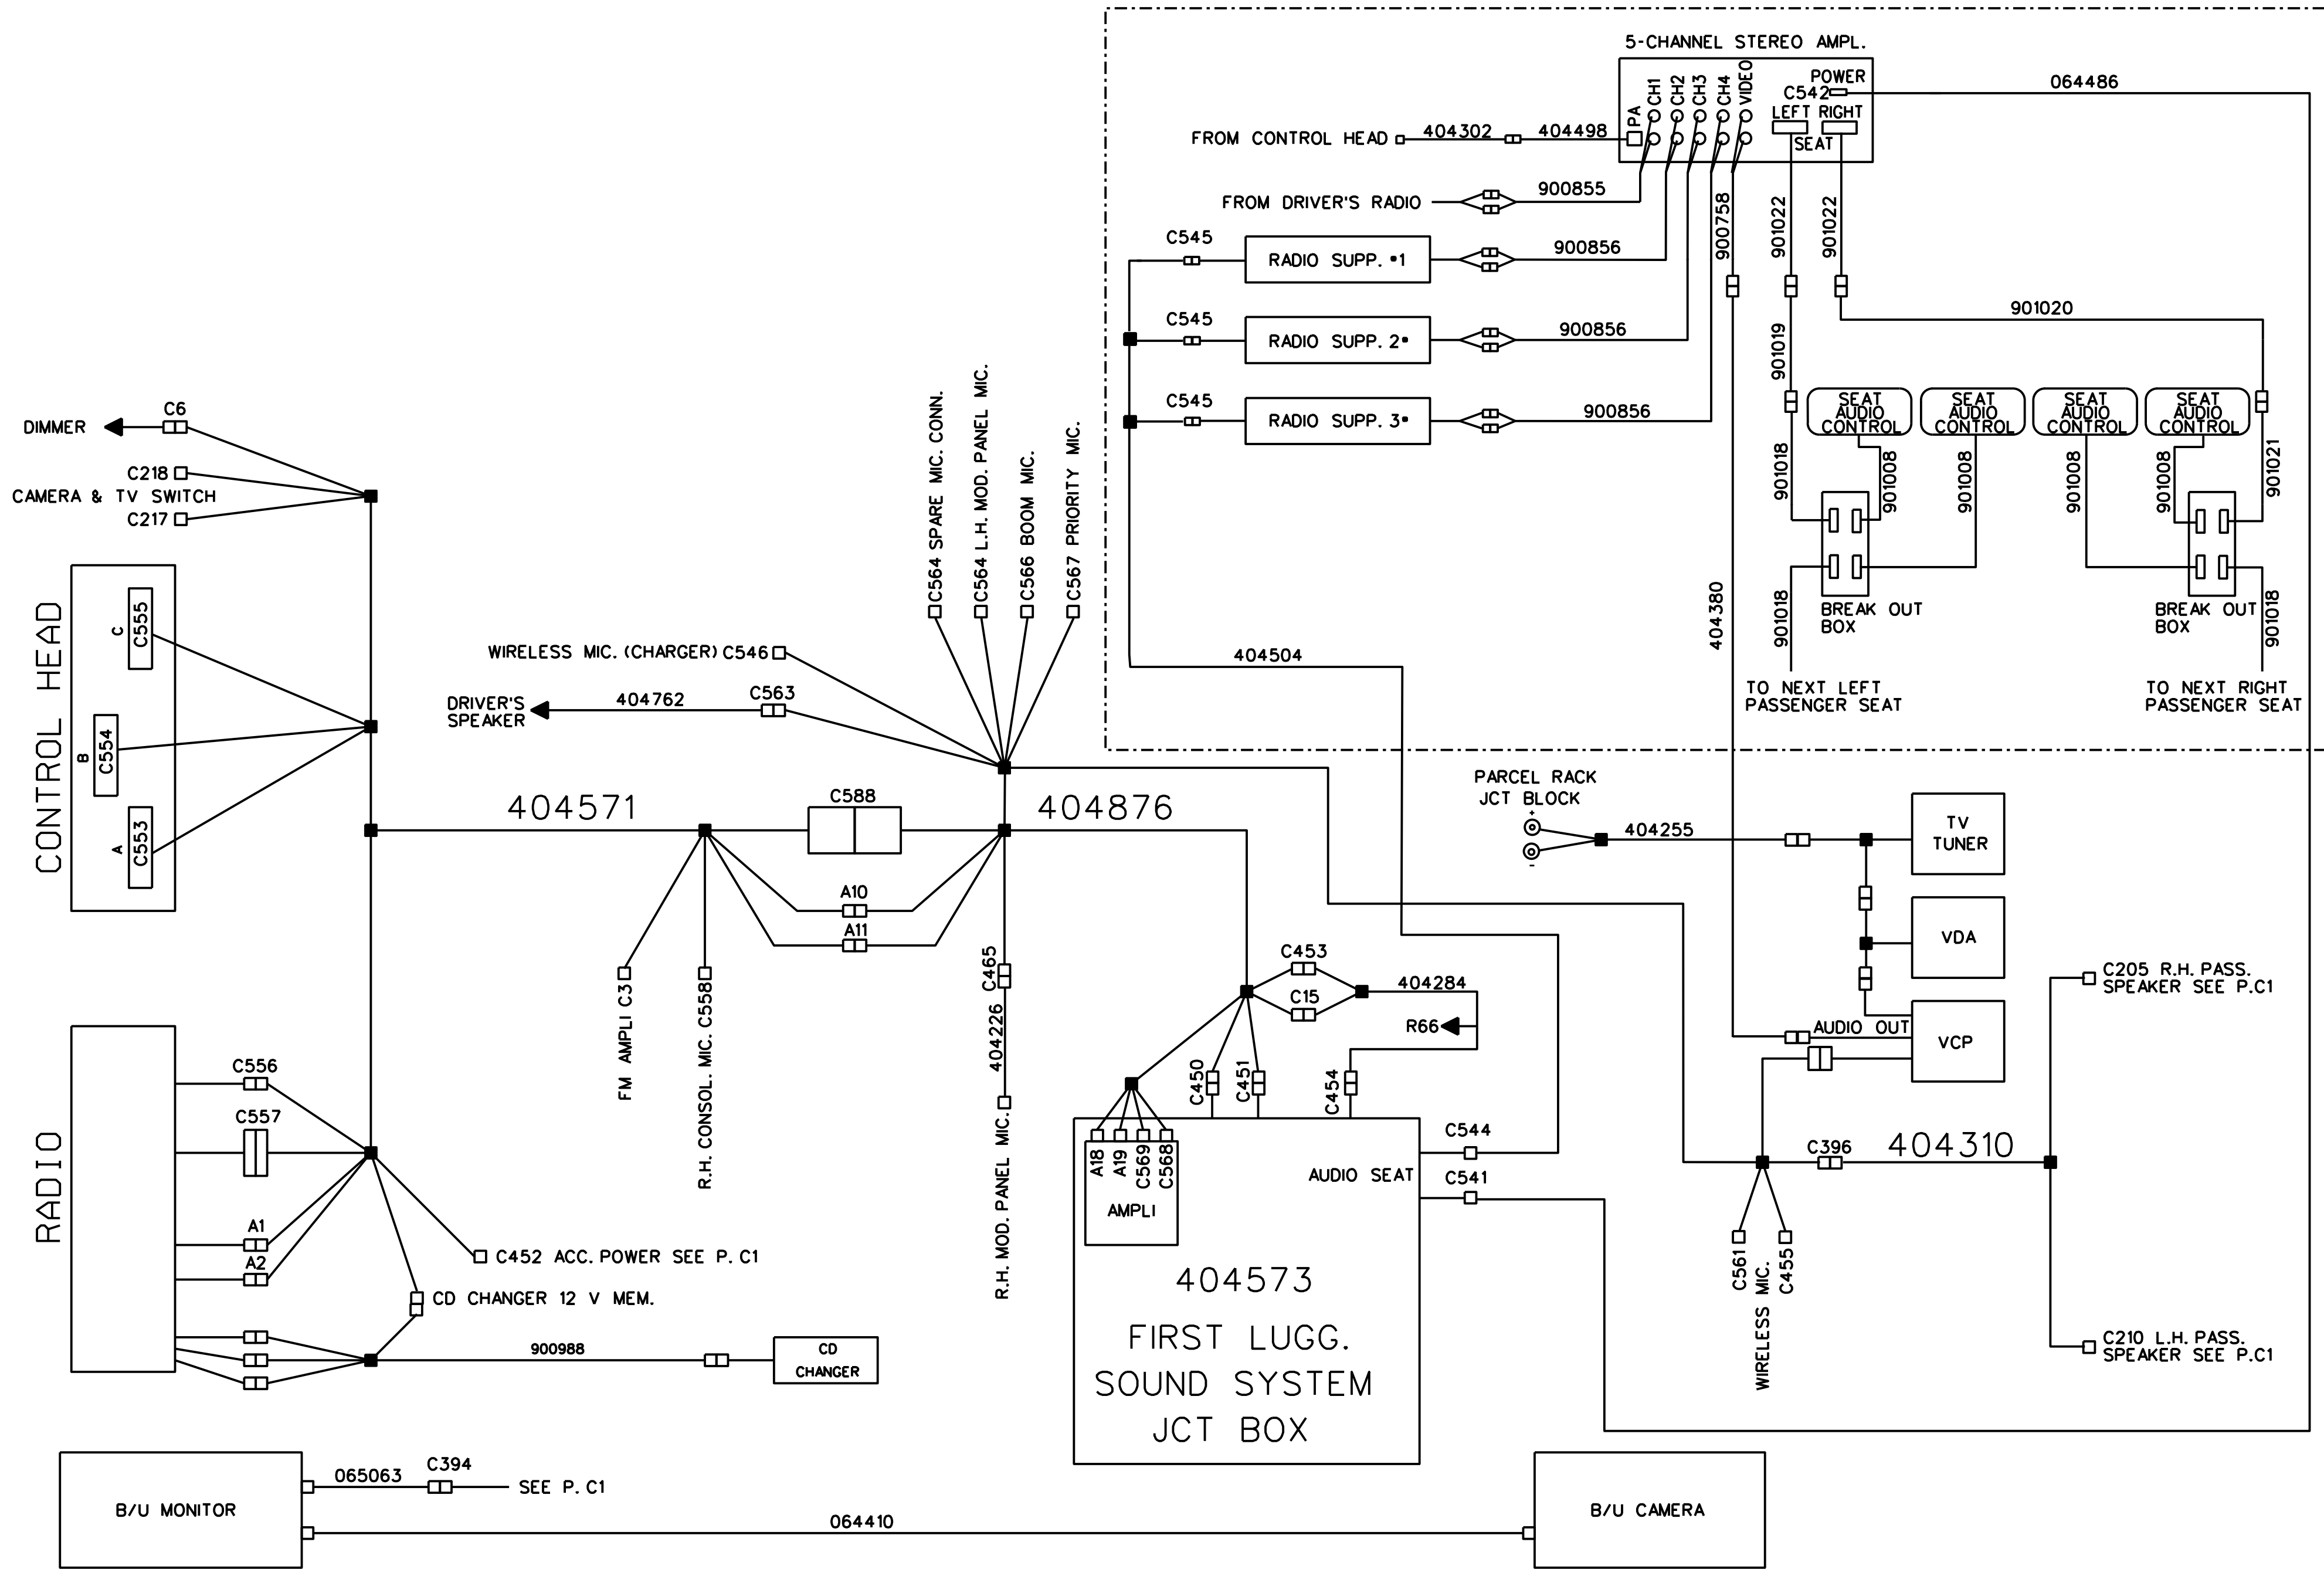 5-CHANNEL STEREO AMPL.
POWER
C542
LEFT RIGHT
SEAT
PA
CH1
CH2
CH3
CH4
VIDEO
064486
FROM CONTROL HEAD
404302
404498
FROM DRIVER'S RADIO
900855
C545
RADIO SUPP. •1
900856
C545
RADIO SUPP. 2•
900856
C545
RADIO SUPP. 3•
900856
900758
901022
901022
901020
901019
SEAT
AUDIO
CONTROL
SEAT
AUDIO
CONTROL
SEAT
AUDIO
CONTROL
SEAT
AUDIO
CONTROL
901018
901008
901008
901008
901008
901021
BREAK OUT
BOX
BREAK OUT
BOX
901018
901018
404380
TO NEXT LEFT
PASSENGER SEAT
TO NEXT RIGHT
PASSENGER SEAT
404504
DIMMER
C6
C218
CAMERA & TV SWITCH
C217
CONTROL HEAD
C
C555
B
C554
A
C553
C564 SPARE MIC. CONN.
C564 L.H. MOD. PANEL MIC.
C566 BOOM MIC.
C567 PRIORITY MIC.
WIRELESS MIC. (CHARGER) C546
DRIVER'S
SPEAKER
404762
C563
404571
C588
404876
A10
A11
FM AMPLI C3
R.H. CONSOL. MIC. C558
C465
404226
R.H. MOD. PANEL MIC.
PARCEL RACK
JCT BLOCK
+
-
404255
TV
TUNER
VDA
VCP
AUDIO OUT
C453
C15
404284
R66
C450
C451
C454
A18
A19
C569
C568
AMPLI
AUDIO SEAT
C544
C541
404573
FIRST LUGG.
SOUND SYSTEM
JCT BOX
C396
404310
C561
WIRELESS MIC.
C455
C205 R.H. PASS.
SPEAKER SEE P.C1
C210 L.H. PASS.
SPEAKER SEE P.C1
RADIO
C556
C557
A1
A2
C452 ACC. POWER SEE P. C1
CD CHANGER 12 V MEM.
900988
CD
CHANGER
B/U MONITOR
065063
C394
SEE P. C1
064410
B/U CAMERA